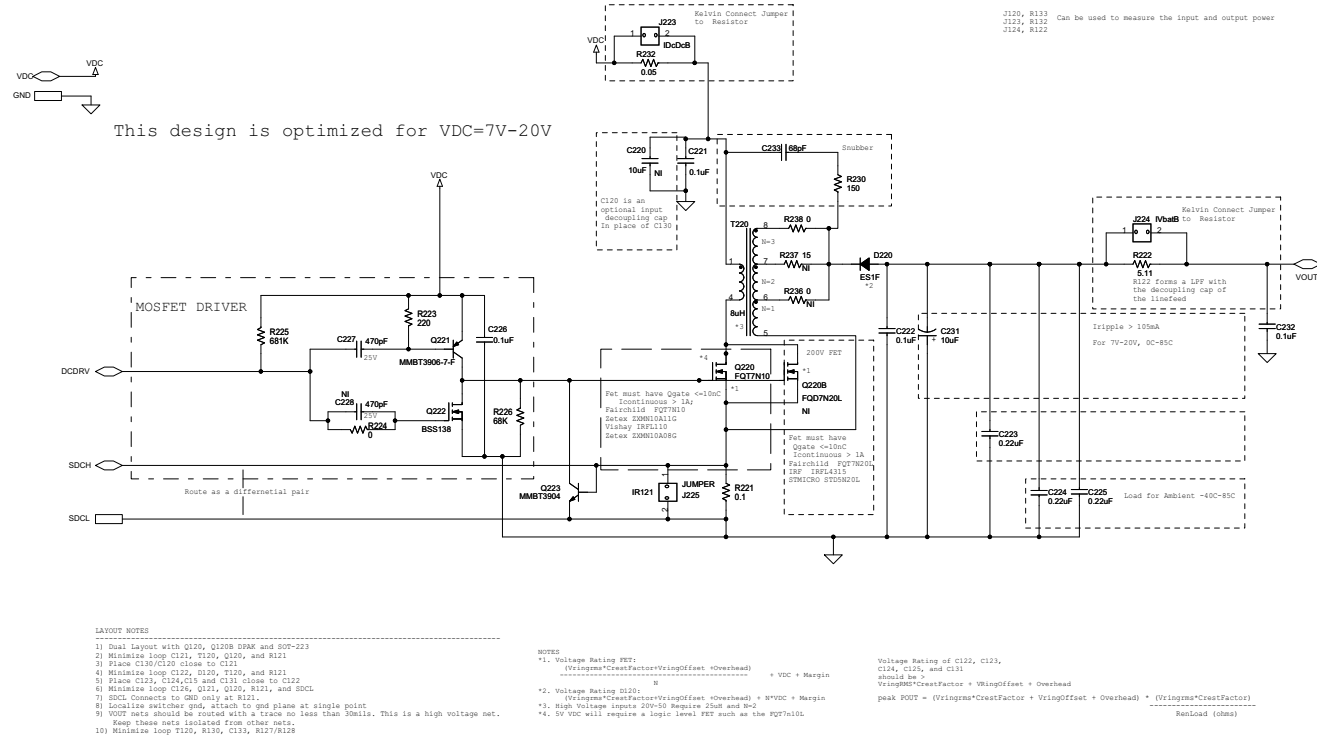 J120, R133
J123, R132
J124, R122
Can be used to measure the input and output power
Kelvin Connect Jumper
to Resistor
J223
1
2
IDcDcB
VDC
R232
0.05
VDC
VDC
GND
This design is optimized for VDC=7V-20V
C220
10uF
NI
C221
0.1uF
C120 is an
optional input
decoupling cap
In place of C130
C233
68pF
Snubber
R230
150
VDC
T220
8
R238 0
N=3
1
7
R237 15
NI
N=2
4
6
R236 0
NI
N=1
8uH
*3
5
D220
ES1F
*2
Kelvin Connect Jumper
to Resistor
J224
IVbatB
1
2
R222
5.11
R122 forms a LPF with
the decoupling cap of
the linefeed
VOUT
MOSFET DRIVER
R225
681K
R223
220
C227
470pF
25V
Q221
MMBT3906-7-F
C226
0.1uF
DCDRV
NI
C228
470pF
25V
R224
0
Q222
BSS138
R226
68K
*4
Q220
FQT7N10
*1
Fet must have Qgate <=10nC
Icontinuous > 1A;
Fairchild FQT7N10
Zetex ZXMN10A11G
Vishay IRFL110
Zetex ZXMN10A08G
200V FET
*1
Q220B
FQD7N20L
NI
Fet must have
Qgate <=10nC
Icontinuous > 1A
Fairchild FQT7N20L
IRF IRFL4315
STMICRO STD5N20L
C222
0.1uF
C231
10uF
+
Iripple > 105mA
For 7V-20V, 0C-85C
C232
0.1uF
C223
0.22uF
C224
0.22uF
C225
0.22uF
Load for Ambient -40C-85C
SDCH
Route as a differnetial pair
SDCL
Q223
MMBT3904
IR121
1
2
JUMPER
J225
R221
0.1
LAYOUT NOTES
1) Dual Layout with Q120, Q120B DPAK and SOT-223
2) Minimize loop C121, T120, Q120, and R121
3) Place C130/C120 close to C121
4) Minimize loop C122, D120, T120, and R121
5) Place C123, C124,C15 and C131 close to C122
6) Minimize loop C126, Q121, Q120, R121, and SDCL
7) SDCL Connects to GND only at R121.
8) Localize switcher gnd, attach to gnd plane at single point
9) VOUT nets should be routed with a trace no less than 30mils. This is a high voltage net.
Keep these nets isolated from other nets.
10) Minimize loop T120, R130, C133, R127/R128
NOTES
*1. Voltage Rating FET:
(Vringrms*CrestFactor+VringOffset +Overhead)
------------------------------------------- + VDC + Margin
N
*2. Voltage Rating D120:
(Vringrms*CrestFactor+VringOffset +Overhead) + N*VDC + Margin
*3. High Voltage inputs 20V-50 Require 25uH and N=2
*4. 5V VDC will require a logic level FET such as the FQT7n10L
Voltage Rating of C122, C123,
C124, C125, and C131
should be >
VringRMS*CrestFactor + VRingOffset + Overhead
peak POUT = (Vringrms*CrestFactor + VringOffset + Overhead) * (Vringrms*CrestFactor)
RenLoad (ohms)